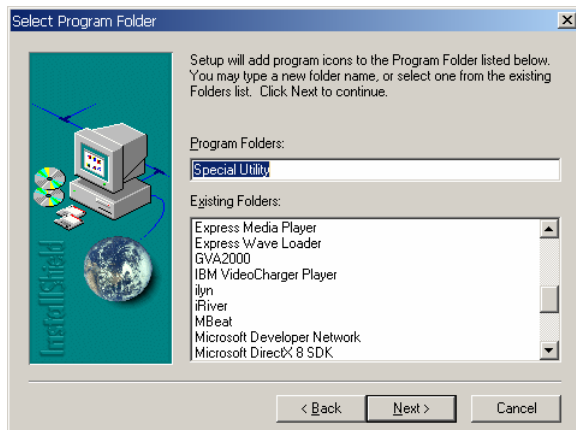 Select Program Folder
Setup will add program icons to the Program Folder listed below.
You may type a new folder name, or select one from the existing
Folders list. Click Next to continue.
Program Folders:
Special Utility
Existing Folders:
Express Media Player
Express Wave Loader
GVA2000
IBM VideoCharger Player
ilyn
iRiver
MBeat
Microsoft Developer Network
Microsoft DirectX 8 SDK
InstallShield
< Back
Next >
Cancel